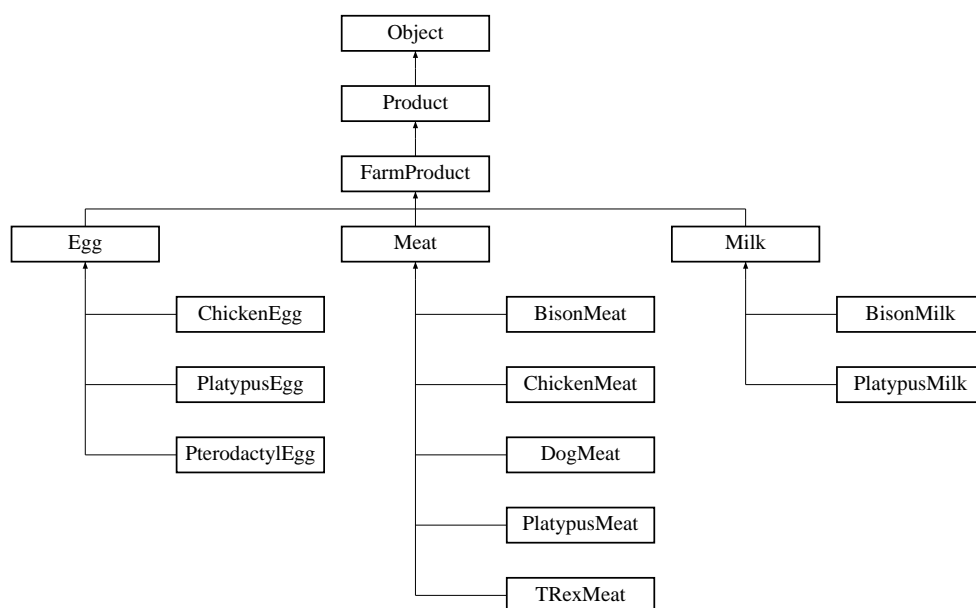 Object
Product
FarmProduct
Egg
Meat
Milk
ChickenEgg
BisonMeat
BisonMilk
PlatypusEgg
ChickenMeat
PlatypusMilk
PterodactylEgg
DogMeat
PlatypusMeat
TRexMeat